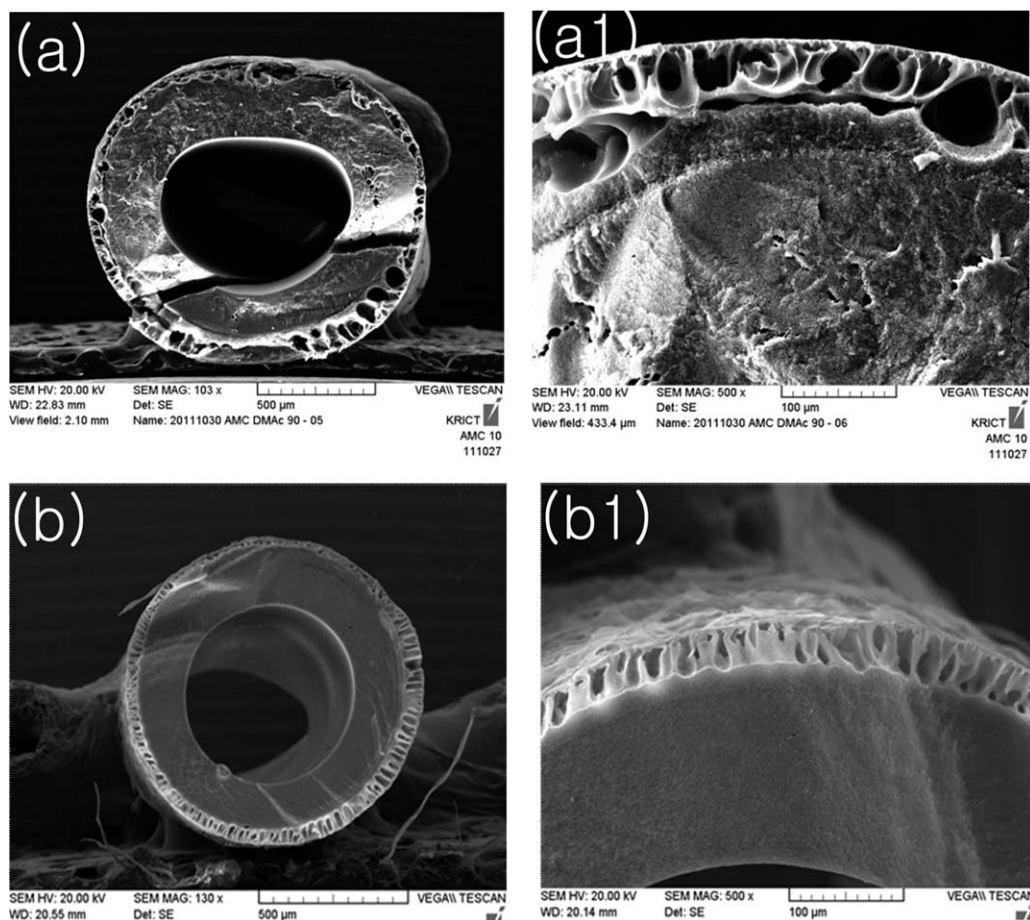 (a)
SEM HV: 20.00 kV SEM MAG: 103 x VEGA\\ TESCAN
WD: 22.83 mm Det: SE 500 µm
View field: 2.10 mm Name: 20111030 AMC DMAc 90 - 05 KRICT
AMC 10
111027
(a1)
SEM HV: 20.00 kV SEM MAG: 500 x VEGA\\ TESCAN
WD: 23.11 mm Det: SE 100 µm
View field: 433.4 µm Name: 20111030 AMC DMAc 90 - 06 KRICT
AMC 10
111027
(b)
SEM HV: 20.00 kV SEM MAG: 130 x VEGA\\ TESCAN
WD: 20.55 mm Det: SE 500 µm
(b1)
SEM HV: 20.00 kV SEM MAG: 500 x VEGA\\ TESCAN
WD: 20.14 mm Det: SE 100 µm